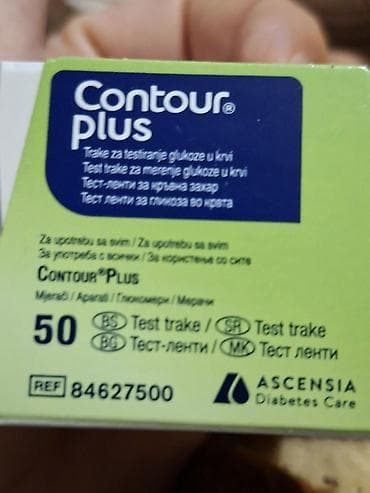 Contour®
plus
Trake za testiranje glukoze u krvi
Test trake za merenje glukoze u krvi
Тест-ленти за кръвна захар
Тест ленти за гликоза во крвта
Za upotrebu sa svim / Za upotrebu sa svim
За употреба с всички / За користење со сите
CONTOUR®PLUS
Mjerači / Aparati / Глюкомери / Мерачи
50 BS Test trake / SR Test trake
BG Тест-ленти / MK Тест ленти
REF 84627500
ASCENSIA
Diabetes Care